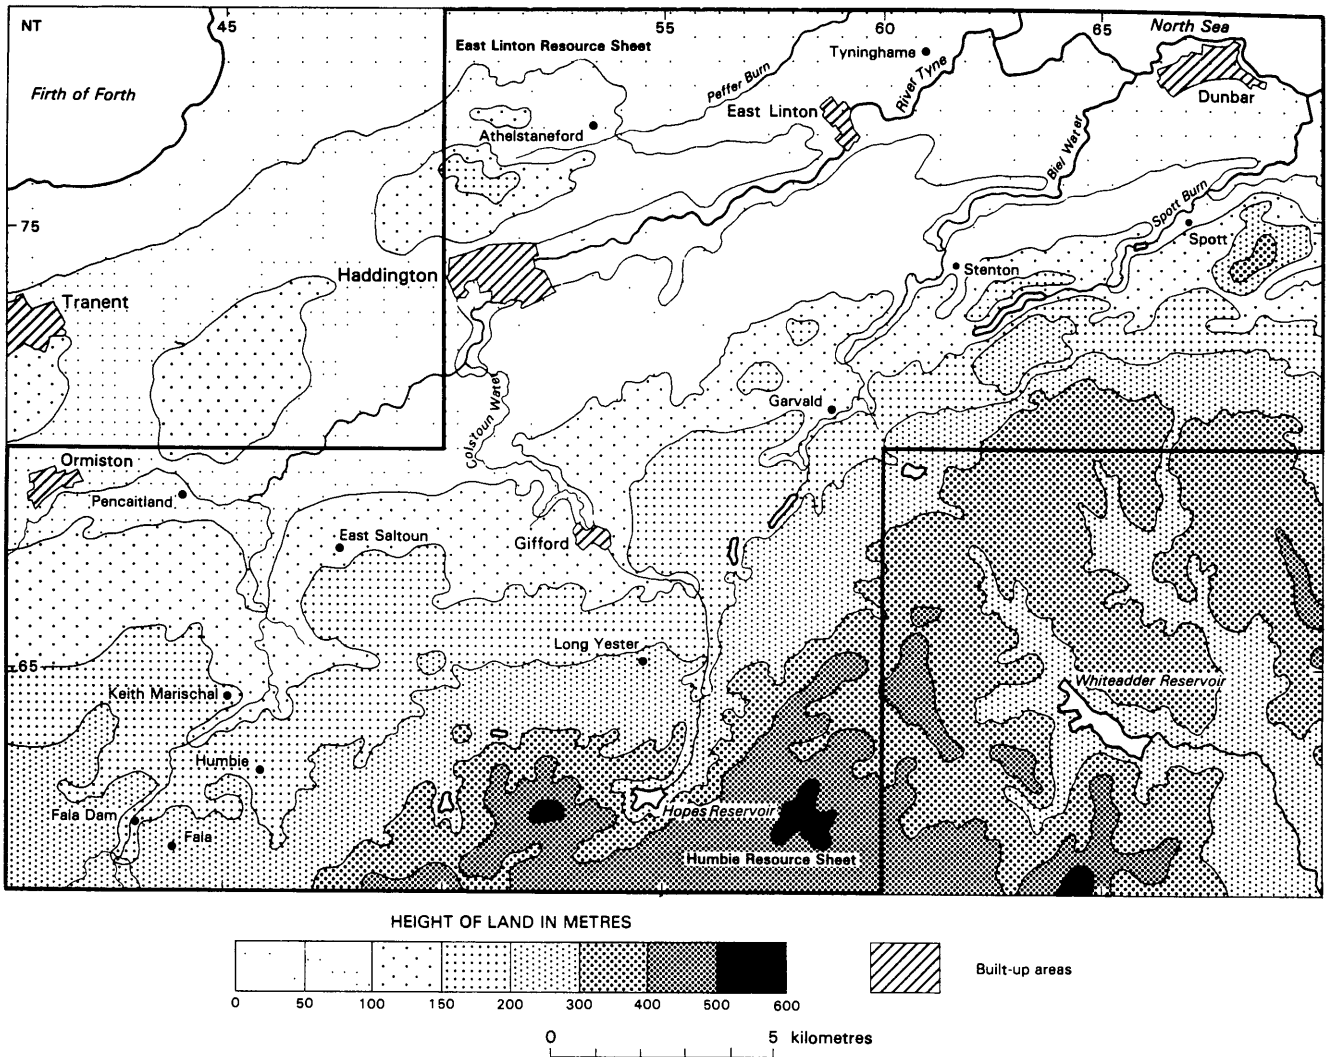 NT
45
55
60
65
North Sea
East Linton Resource Sheet
Tyninghame
Firth of Forth
Peffer Burn
River Tyne
East Linton
Dunbar
Athelstaneford
Biel Water
75
Spott Burn
Spott
Haddington
Stenton
Tranent
Colstoun Water
Garvald
Ormiston
Pencaitland
East Saltoun
Gifford
65
Long Yester
Keith Marischal
Whiteadder Reservoir
Humbie
Fala Dam
Fala
Hopes Reservoir
Humbie Resource Sheet
HEIGHT OF LAND IN METRES
Built-up areas
0 50 100 150 200 300 400 500 600
0 5 kilometres